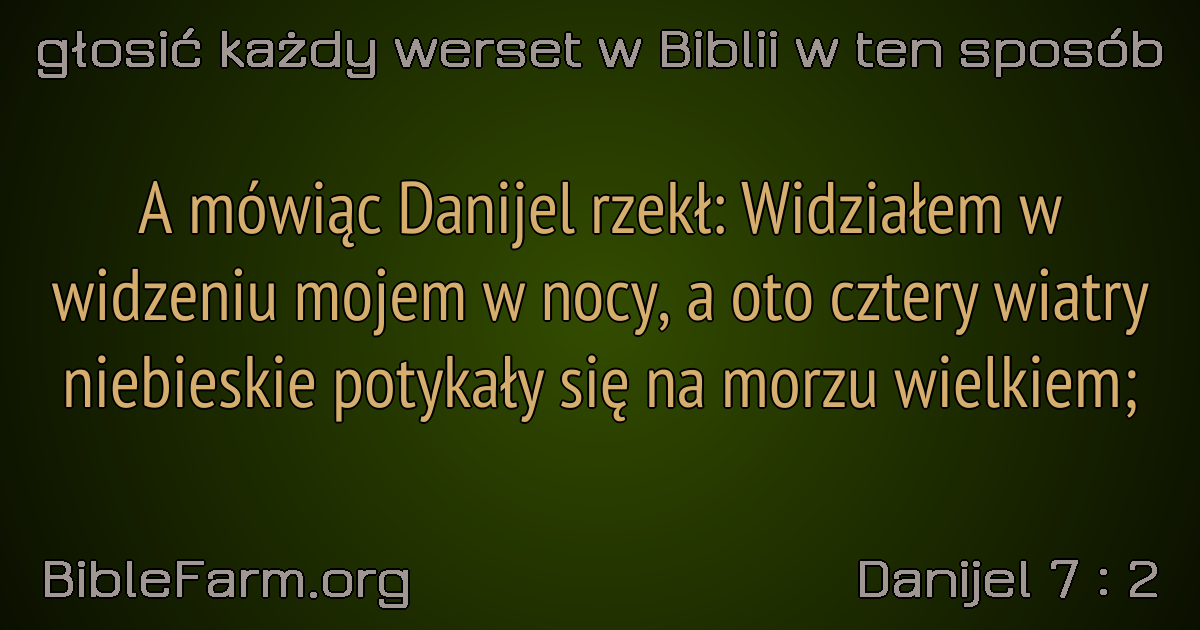 głosić każdy werset w Biblii w ten sposób
A mówiąc Danijel rzekł: Widziałem w
widzeniu mojem w nocy, a oto cztery wiatry
niebieskie potykały się na morzu wielkiem;
BibleFarm.org
Danijel 7 : 2